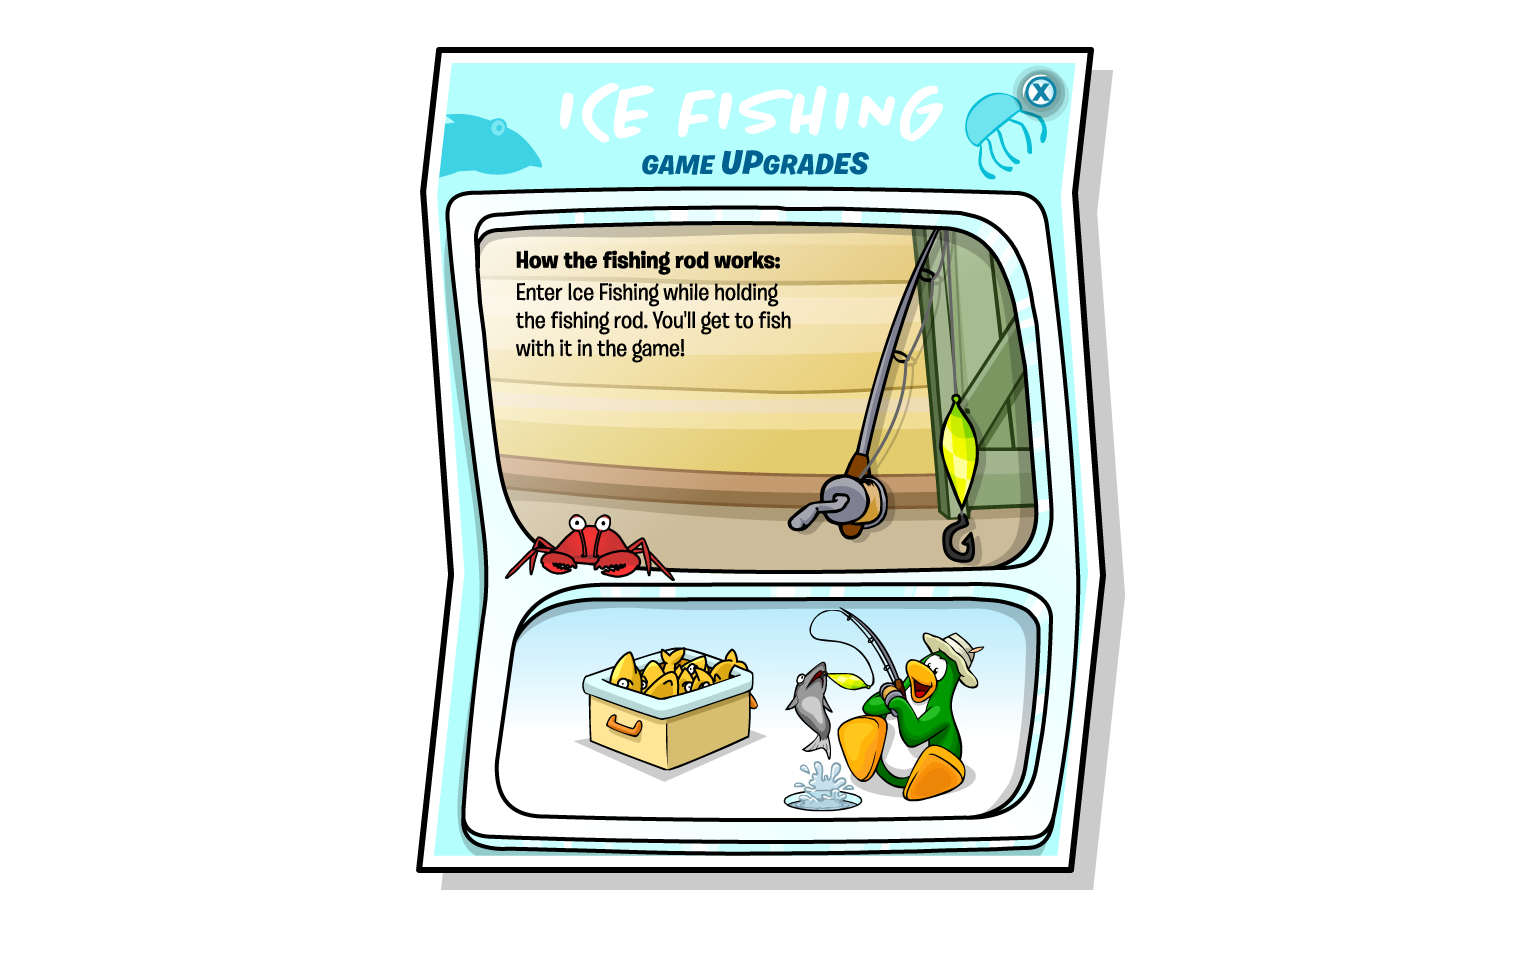 X
ICE FISHING
GAME UPGRADES
How the fishing rod works:
Enter Ice Fishing while holding
the fishing rod. You'll get to fish
with it in the game!